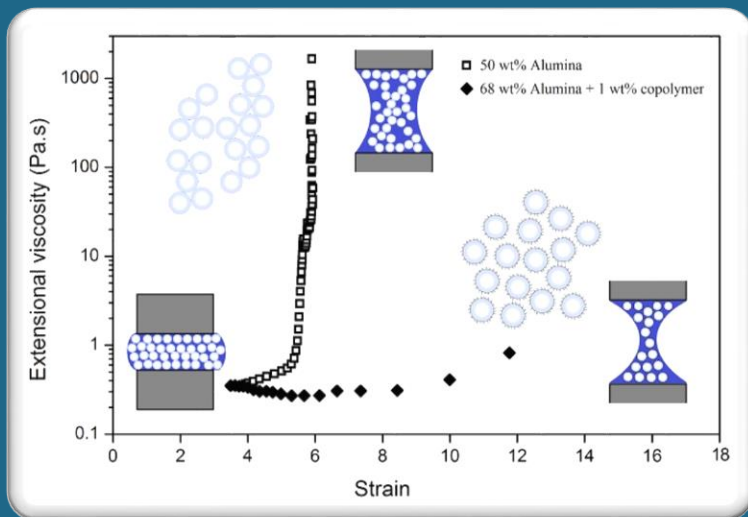 1000
100
10
1
0.1
Extensional viscosity (Pa.s)
50 wt% Alumina
68 wt% Alumina + 1 wt% copolymer
0 2 4 6 8 10 12 14 16 18
Strain